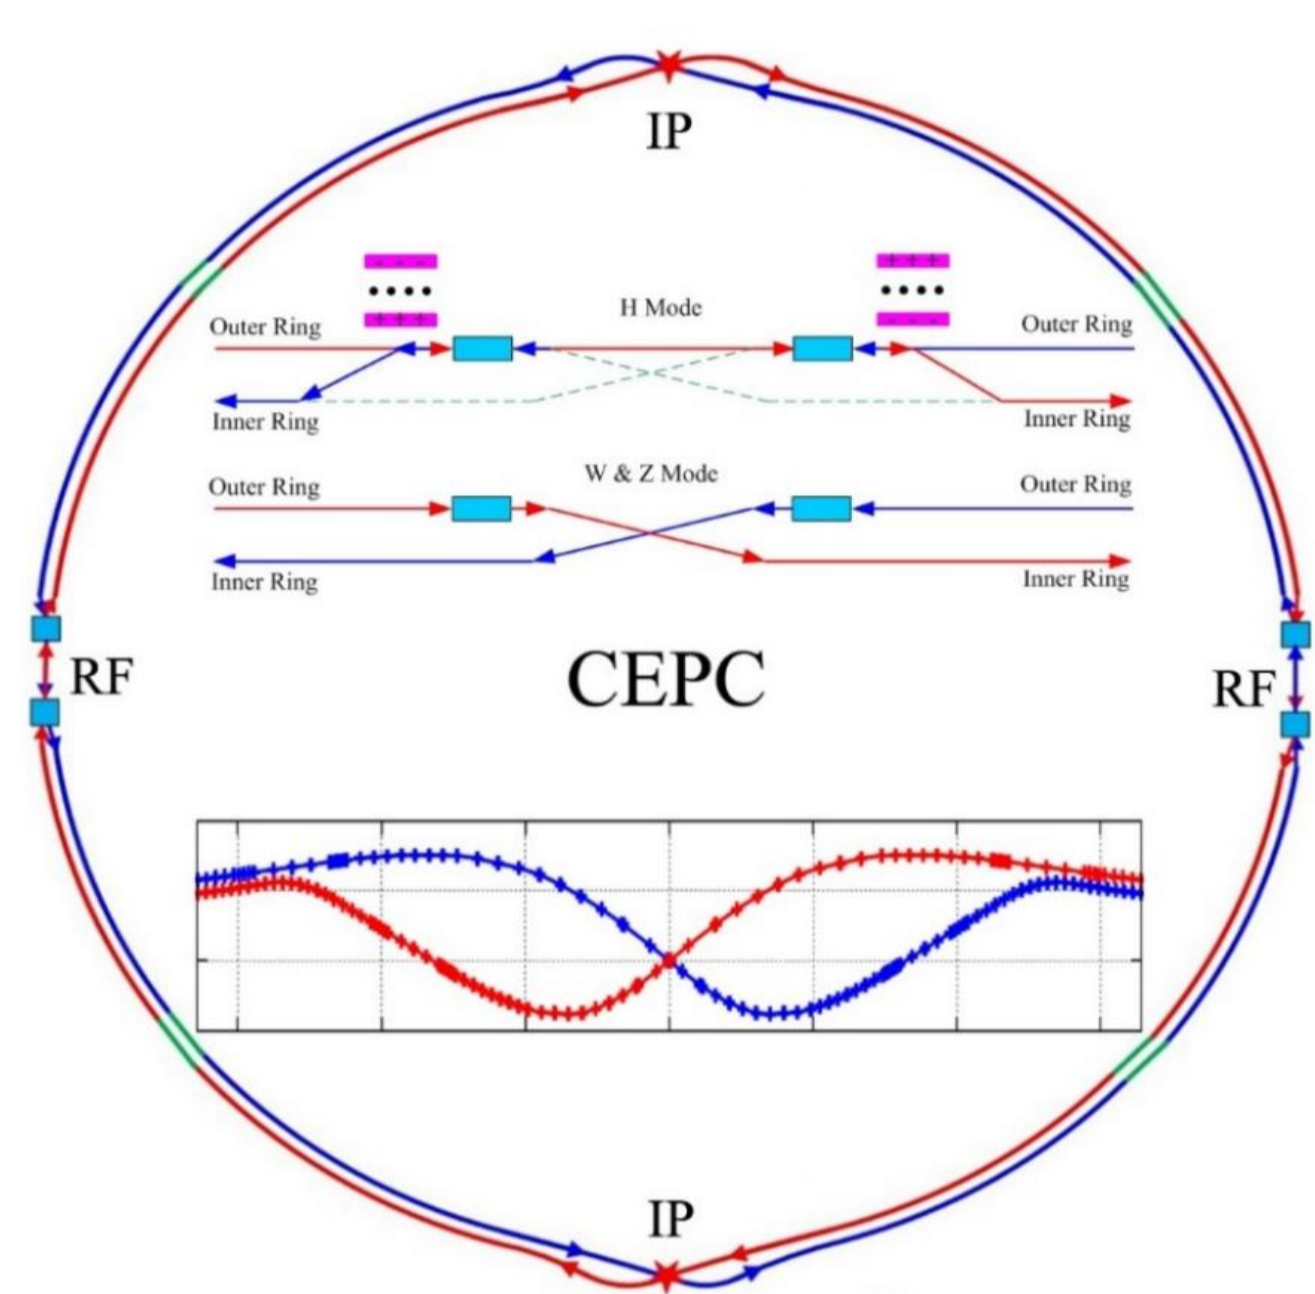 IP
- - -
+ + +
H Mode
Outer Ring
Outer Ring
+ + +
- - -
Inner Ring
Inner Ring
W & Z Mode
Outer Ring
Outer Ring
Inner Ring
Inner Ring
RF
CEPC
RF
IP